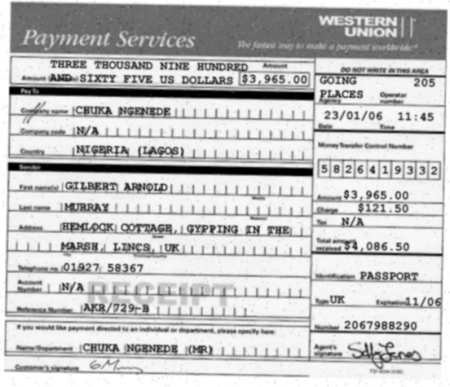 WESTERN UNION
Payment Services
The fastest way to make a payment worldwide
THREE THOUSAND NINE HUNDRED
Amount
Amount AND SIXTY FIVE US DOLLARS $3,965.00
DO NOT WRITE IN THIS AREA
GOING 205
PLACES
Agency
Operator number
Pay To
Company name CHUKA NGENEDE
23/01/06 11:45
Date Time
Company code N/A
Country NIGERIA (LAGOS)
Money Transfer Control Number
5826419332
Sender
First name(s) GILBERT ARNOLD
Amount $3,965.00
Last name MURRAY
Charge $121.50
Tax N/A
Address HEMLOCK COTTAGE, GYPPING IN THE
MARSH, LINCS, UK
Total amount received $4,086.50
Telephone no. 01927 58367
Account Number N/A
Identification PASSPORT
RECEIPT
Reference Number AKR/729-B
Type UK Expiration 11/06
If you would like payment directed to an individual or department, please specify here:
Number 2067988290
Name/Department CHUKA NGENEDE (MR)
Agent's signature
Customer's signature